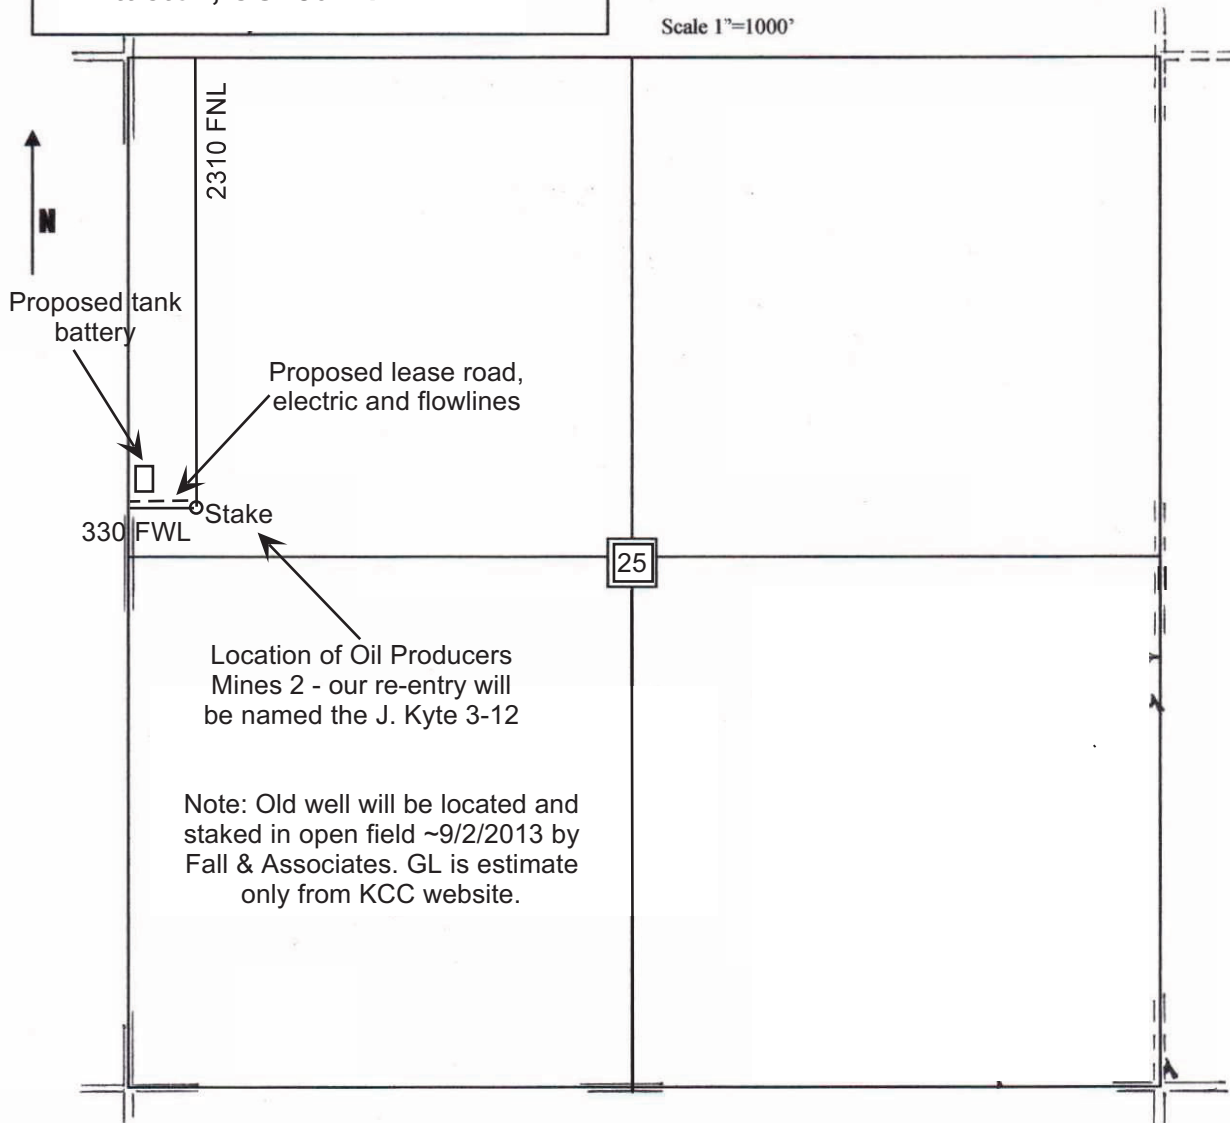 Scale 1”=1000’
2310 FNL
N
Proposed tank
battery
Proposed lease road,
electric and flowlines
Stake
330 FWL
25
Location of Oil Producers
Mines 2 - our re-entry will
be named the J. Kyte 3-12
Note: Old well will be located and
staked in open field ~9/2/2013 by
Fall & Associates. GL is estimate
only from KCC website.